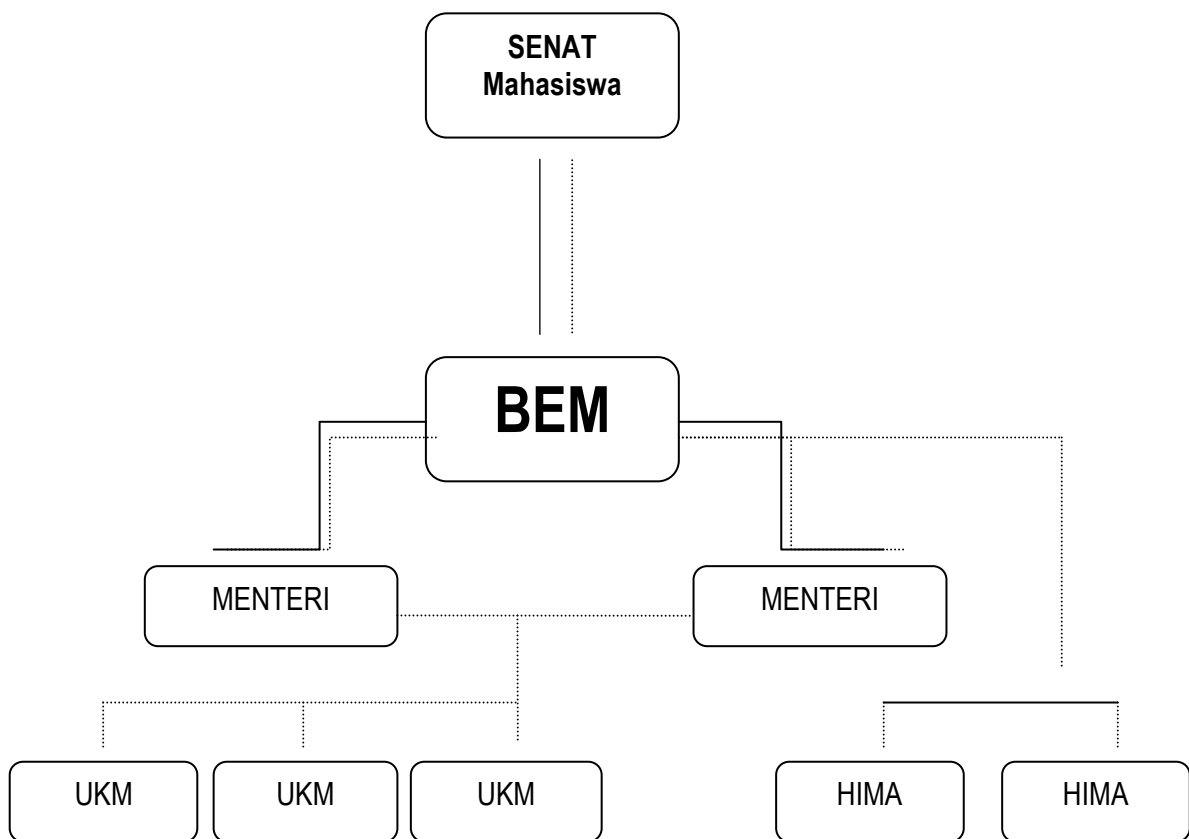 SENAT
Mahasiswa
BEM
MENTERI
MENTERI
UKM
UKM
UKM
HIMA
HIMA